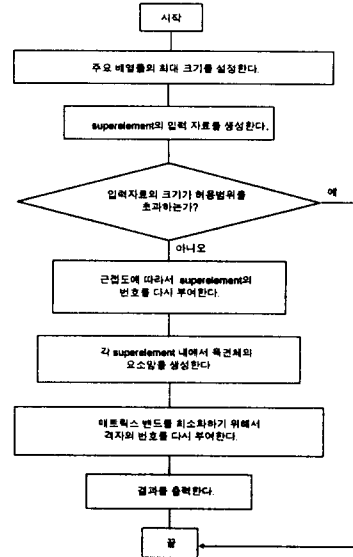 시작
주요 배열들의 최대 크기를 설정한다.
superelement의 입력 자료를 생성한다.
입력자료의 크기가 허용범위를
초과하는가?
예
아니오
근접도에 따라서 superelement의
번호를 다시 부여한다.
각 superelement 내에서 육면체와
요소망을 생성한다
매트릭스 밴드를 최소화하기 위해서
격자의 번호를 다시 부여한다.
결과를 출력한다.
끝